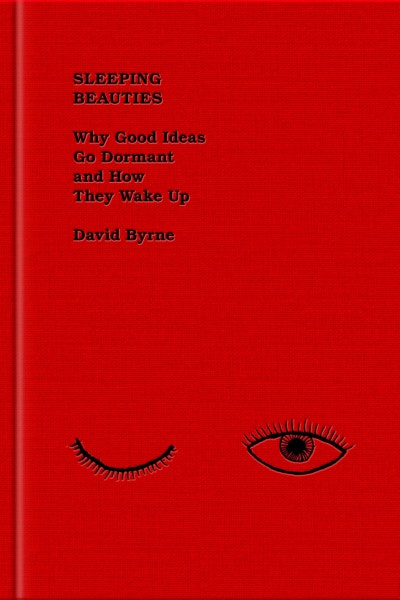 SLEEPING
BEAUTIES
Why Good Ideas
Go Dormant
and How
They Wake Up
David Byrne